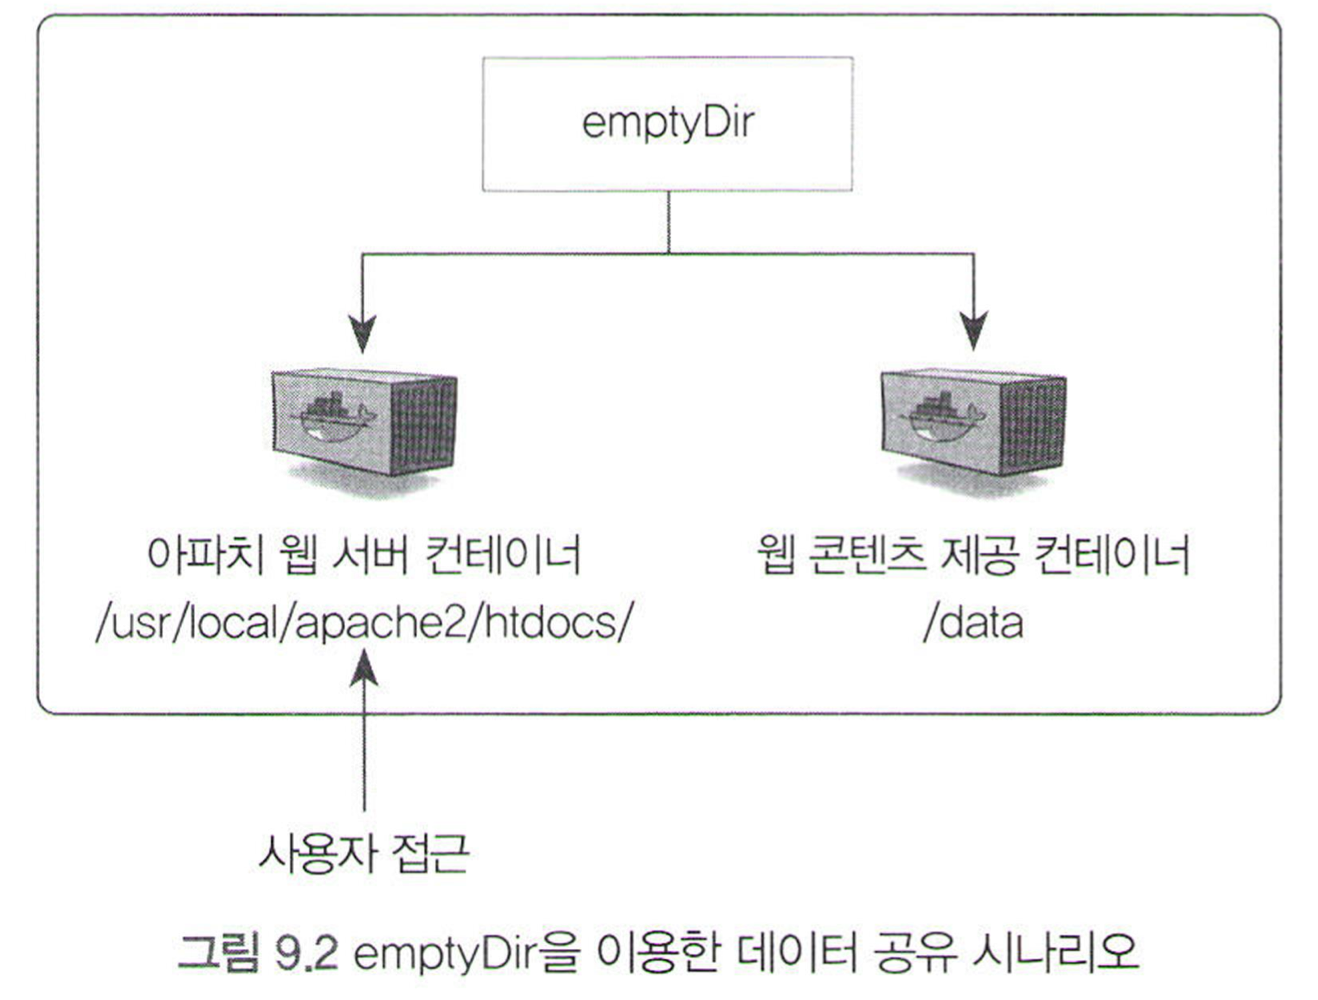 emptyDir
아파치 웹 서버 컨테이너
/usr/local/apache2/htdocs/
웹 콘텐츠 제공 컨테이너
/data
사용자 접근
그림 9.2 emptyDir을 이용한 데이터 공유 시나리오